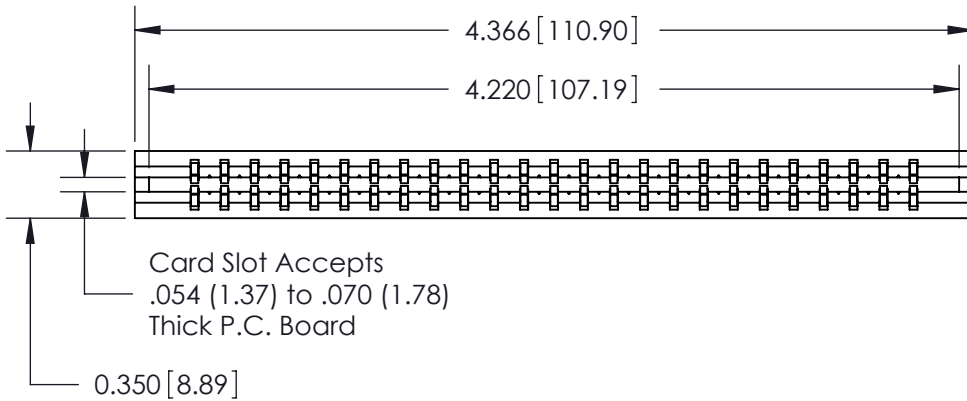 4.366 [110.90]
4.220 [107.19]
Card Slot Accepts
.054 (1.37) to .070 (1.78)
Thick P.C. Board
0.350 [8.89]